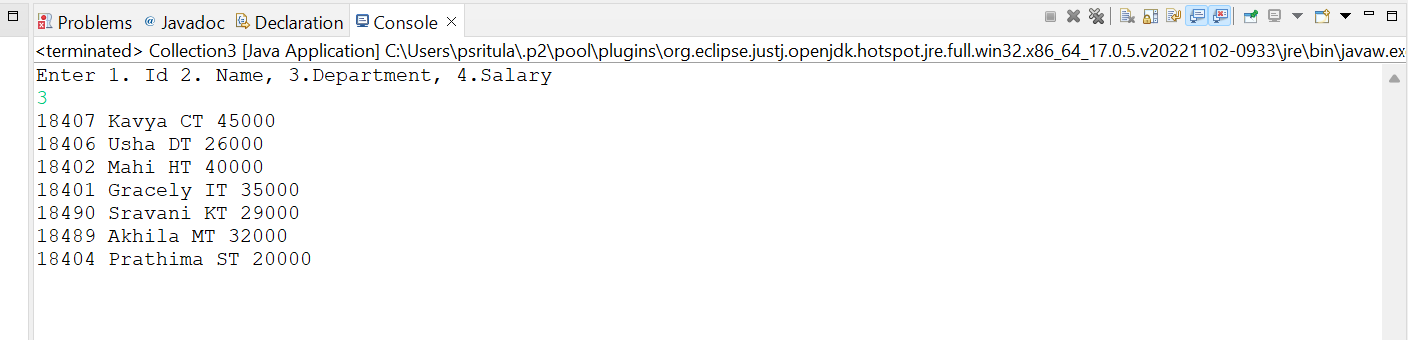 Problems @ Javadoc Declaration Console
<terminated> Collection3 [Java Application] C:\Users\psritula\.p2\pool\plugins\org.eclipse.justj.openjdk.hotspot.jre.full.win32.x86_64_17.0.5.v20221102-0933\jre\bin\javaw.ex
Enter 1. Id 2. Name, 3.Department, 4.Salary
3
18407 Kavya CT 45000
18406 Usha DT 26000
18402 Mahi HT 40000
18401 Gracely IT 35000
18490 Sravani KT 29000
18489 Akhila MT 32000
18404 Prathima ST 20000